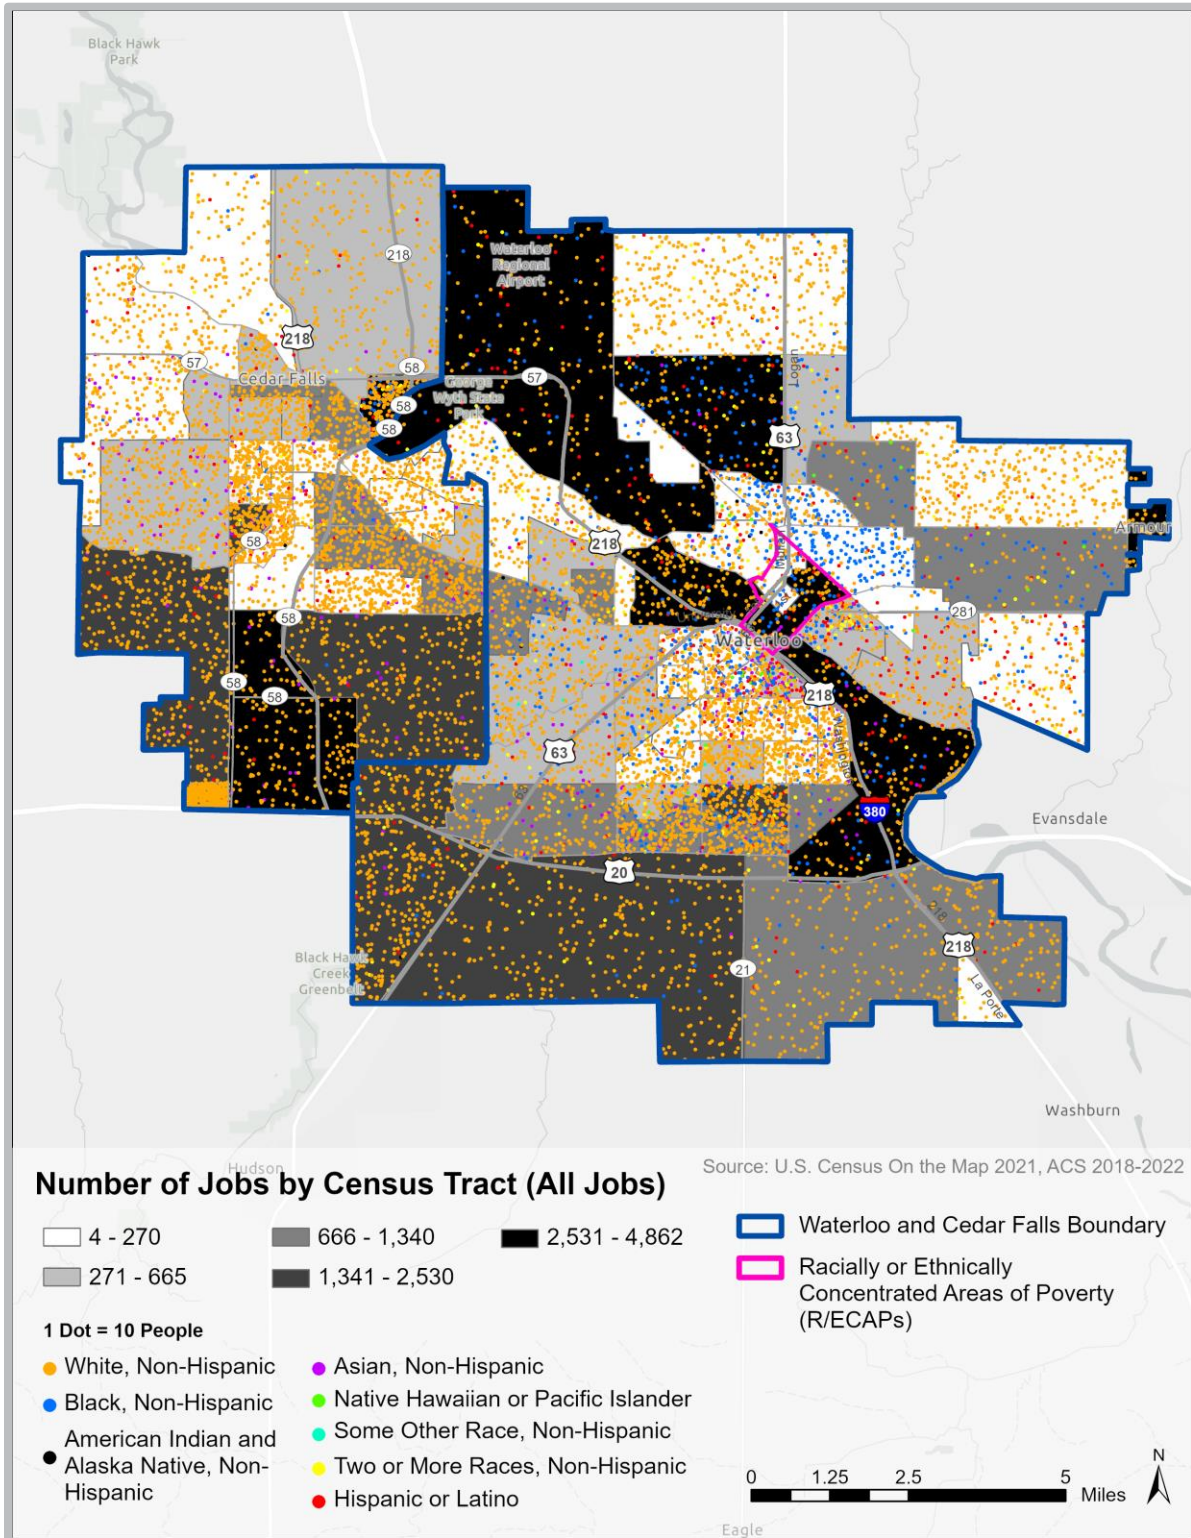 Black Hawk
Park
Waterloo
Regional
Airport
218
218
57
Cedar Falls
58
George
Wyth State
Park
57
58
58
Logan
63
58
218
Armour
281
Waterloo
58
58
58
218
63
63
Washington
380
Evansdale
20
218
Black Hawk
Creek
Greenbelt
21
218
La Porte
Washburn
Hudson
Source: U.S. Census On the Map 2021, ACS 2018-2022
Number of Jobs by Census Tract (All Jobs)
4 - 270
666 - 1,340
2,531 - 4,862
271 - 665
1,341 - 2,530
Waterloo and Cedar Falls Boundary
Racially or Ethnically
Concentrated Areas of Poverty
(R/ECAPs)
1 Dot = 10 People
White, Non-Hispanic
Black, Non-Hispanic
American Indian and
Alaska Native, Non-
Hispanic
Asian, Non-Hispanic
Native Hawaiian or Pacific Islander
Some Other Race, Non-Hispanic
Two or More Races, Non-Hispanic
Hispanic or Latino
N
0 1.25 2.5 5
Miles
Eagle